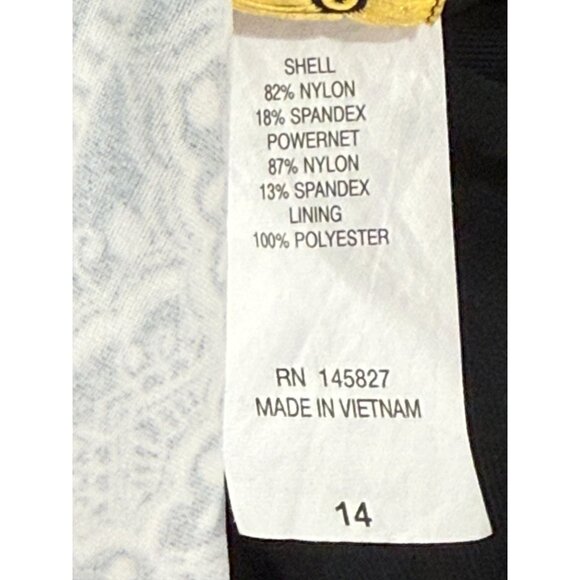 SHELL
82% NYLON
18% SPANDEX
POWERNET
87% NYLON
13% SPANDEX
LINING
100% POLYESTER
RN 145827
MADE IN VIETNAM
14